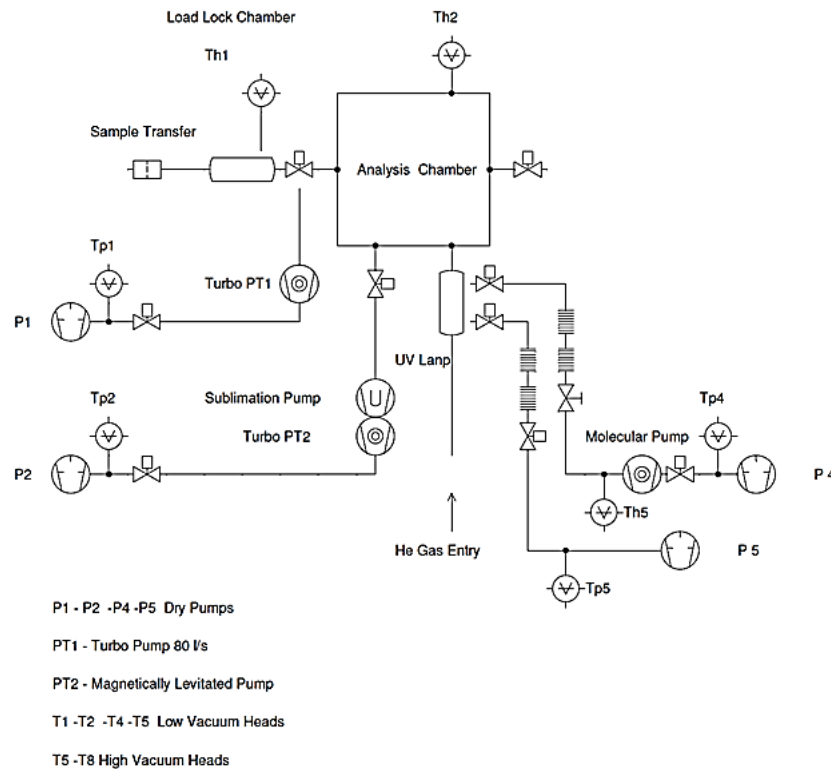 Load Lock Chamber
Th1
Th2
Sample Transfer
Analysis Chamber
Tp1
Turbo PT1
P1
UV Lanp
Tp2
Sublimation Pump
Tp4
Turbo PT2
Molecular Pump
P2
P 4
Th5
He Gas Entry
P 5
Tp5
P1 - P2 -P4 -P5 Dry Pumps
PT1 - Turbo Pump 80 l/s
PT2 - Magnetically Levitated Pump
T1 -T2 -T4 -T5 Low Vacuum Heads
T5 -T8 High Vacuum Heads